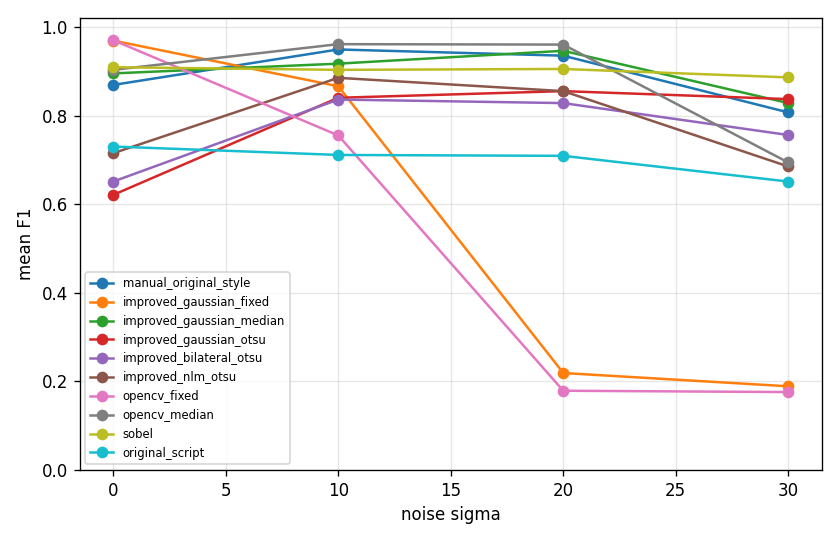 1.0
0.8
0.6
0.4
0.2
0.0
mean F1
manual_original_style
improved_gaussian_fixed
improved_gaussian_median
improved_gaussian_otsu
improved_bilateral_otsu
improved_nlm_otsu
opencv_fixed
opencv_median
sobel
original_script
0 5 10 15 20 25 30
noise sigma